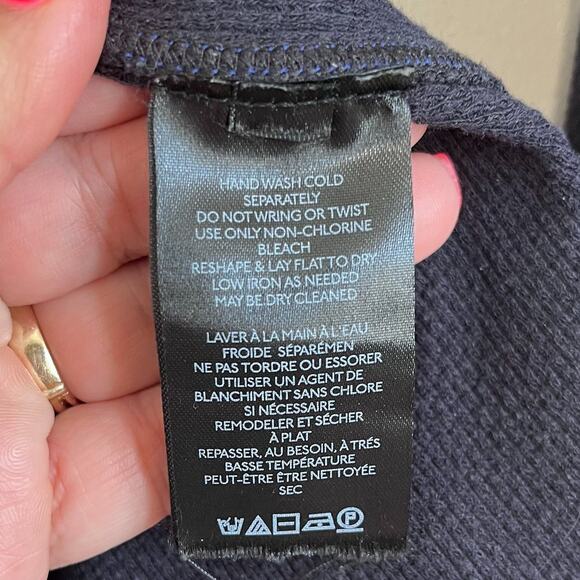 HAND WASH COLD
SEPARATELY
DO NOT WRING OR TWIST
USE ONLY NON-CHLORINE
BLEACH
RESHAPE & LAY FLAT TO DRY
LOW IRON AS NEEDED
MAY BE DRY CLEANED
LAVER À LA MAIN À L'EAU
FROIDE SÉPARÉMEN
NE PAS TORDRE OU ESSORER
UTILISER UN AGENT DE
BLANCHIMENT SANS CHLORE
SI NÉCESSAIRE
REMODELER ET SÉCHER
À PLAT
REPASSER, AU BESOIN, À TRÉS
BASSE TEMPÉRATURE
PEUT-ÊTRE ÊTRE NETTOYÉE
SEC
P